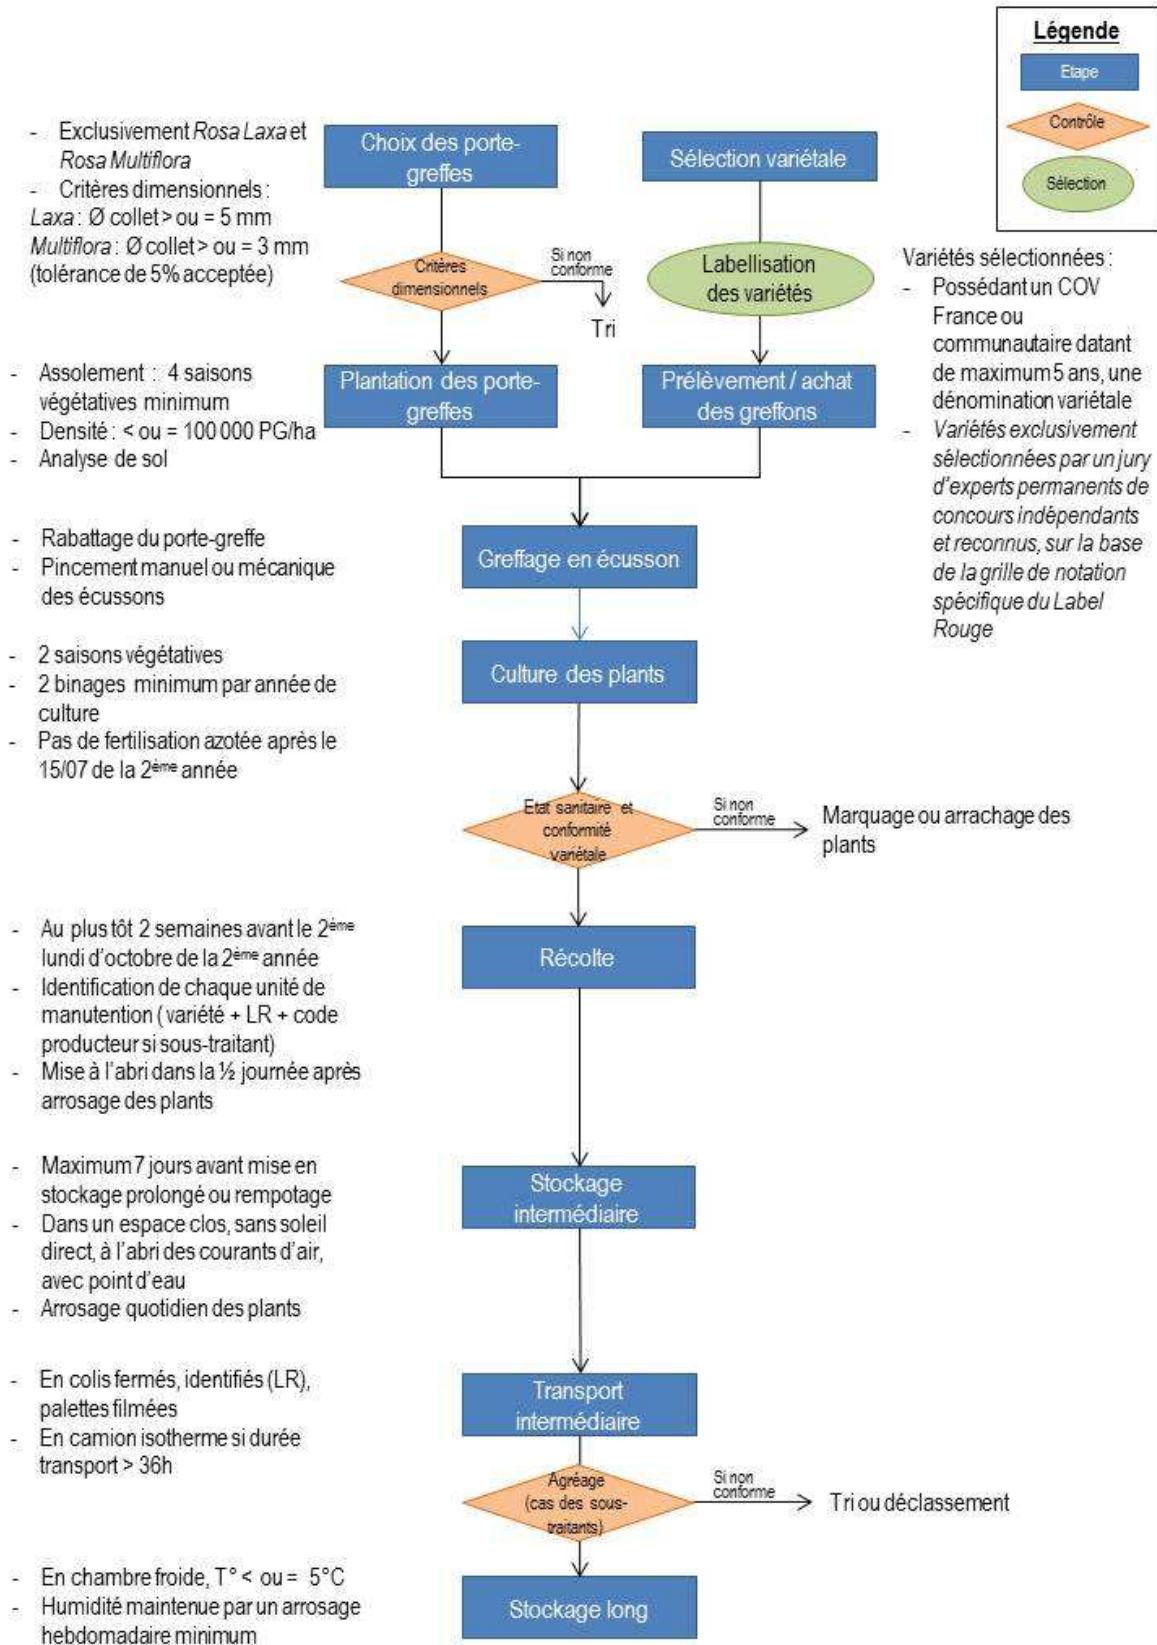 Légende
Etape
Contrôle
Sélection
- Exclusivement Rosa Laxa et
Rosa Multiflora
- Critères dimensionnels :
Laxa : Ø collet > ou = 5 mm
Multiflora : Ø collet > ou = 3 mm
(tolérance de 5% acceptée)
Choix des porte-
greffes
Sélection variétale
Critères
dimensionnels
Si non
conforme
Tri
Labellisation
des variétés
Variétés sélectionnées :
- Possédant un COV
France ou
communautaire datant
de maximum 5 ans, une
dénomination variétale
- Variétés exclusivement
sélectionnées par un jury
d'experts permanents de
concours indépendants
et reconnus, sur la base
de la grille de notation
spécifique du Label
Rouge
- Assolement : 4 saisons
végétatives minimum
- Densité : < ou = 100 000 PG/ha
- Analyse de sol
Plantation des porte-
greffes
Prélèvement / achat
des greffons
- Rabattage du porte-greffe
- Pincement manuel ou mécanique
des écussons
Greffage en écusson
- 2 saisons végétatives
- 2 binages minimum par année de
culture
- Pas de fertilisation azotée après le
15/07 de la 2ème année
Culture des plants
Etat sanitaire et
conformité
variétale
Si non
conforme
Marquage ou arrachage des
plants
- Au plus tôt 2 semaines avant le 2ème
lundi d'octobre de la 2ème année
- Identification de chaque unité de
manutention ( variété + LR + code
producteur si sous-traitant)
- Mise à l'abri dans la ½ journée après
arrosage des plants
Récolte
- Maximum 7 jours avant mise en
stockage prolongé ou rempotage
- Dans un espace clos, sans soleil
direct, à l'abri des courants d'air,
avec point d'eau
- Arrosage quotidien des plants
Stockage
intermédiaire
- En colis fermés, identifiés (LR),
palettes filmées
- En camion isotherme si durée
transport > 36h
Transport
intermédiaire
Agréage
(cas des sous-
traitants)
Si non
conforme
Tri ou déclassement
- En chambre froide, T° < ou = 5°C
- Humidité maintenue par un arrosage
hebdomadaire minimum
Stockage long